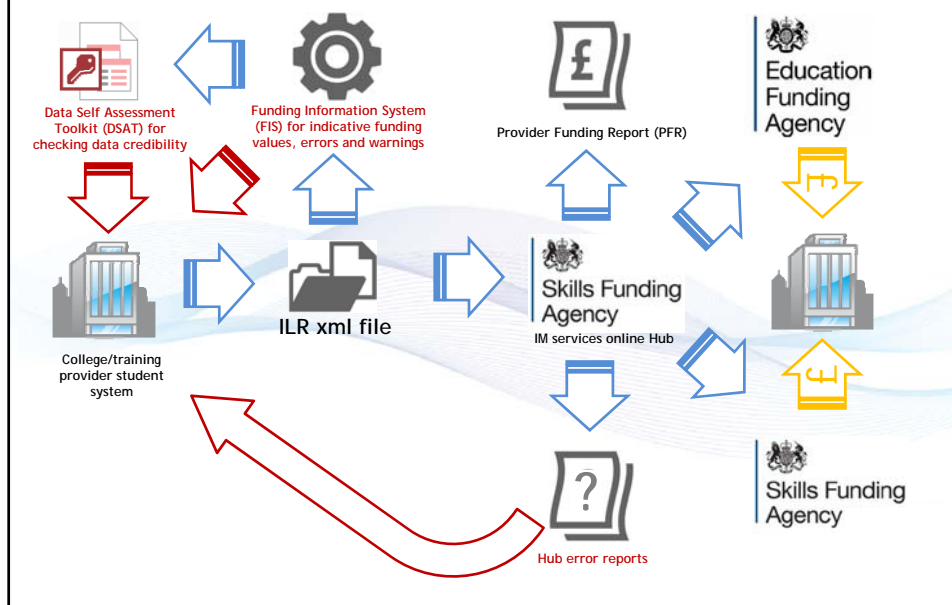 Data Self Assessment
Toolkit (DSAT) for
checking data credibility
Funding Information System
(FIS) for indicative funding
values, errors and warnings
£
Provider Funding Report (PFR)
Education
Funding
Agency
£
College/training
provider student
system
ILR xml file
Skills Funding
Agency
IM services online Hub
£
?
Hub error reports
Skills Funding
Agency